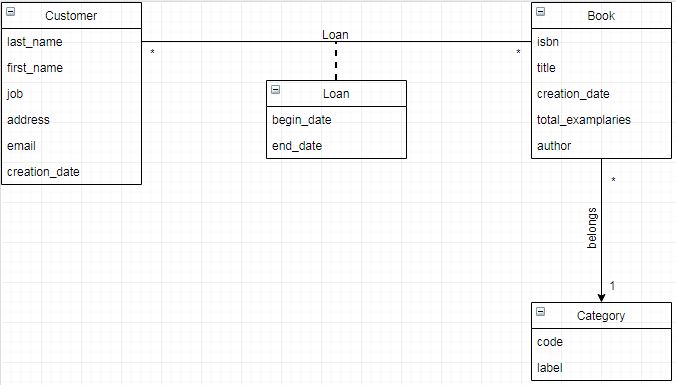 Customer
last_name
first_name
job
address
email
creation_date
Loan
*
*
Loan
begin_date
end_date
Book
isbn
title
creation_date
total_examplaries
author
*
belongs
1
Category
code
label